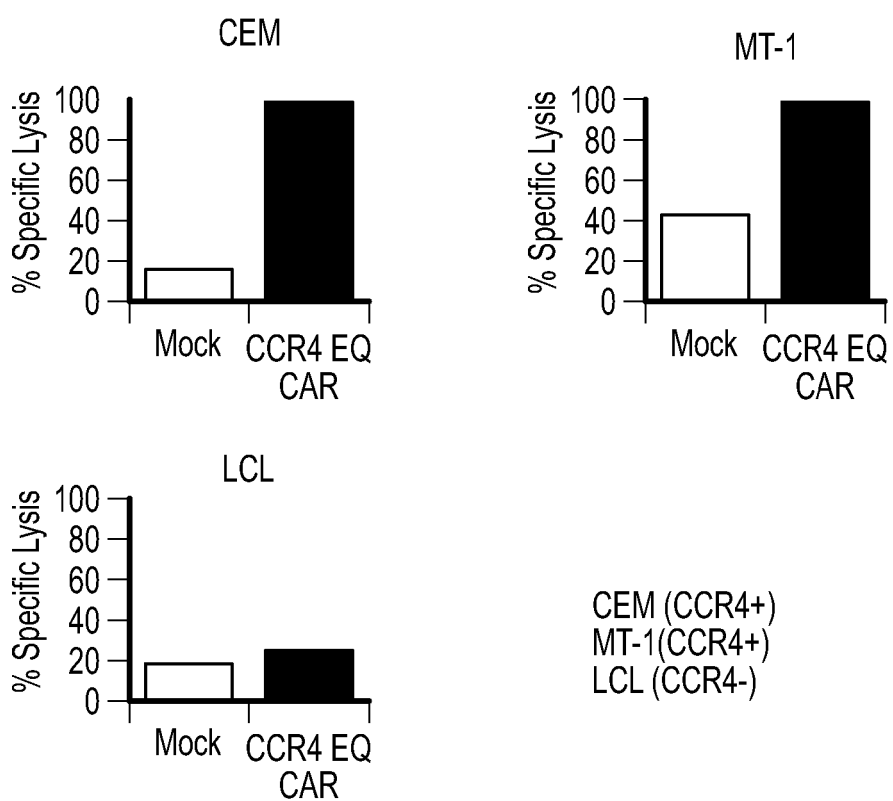 CEM
% Specific Lysis
100
80
60
40
20
0
Mock
CCR4 EQ
CAR
MT-1
% Specific Lysis
100
80
60
40
20
0
Mock
CCR4 EQ
CAR
LCL
% Specific Lysis
100
80
60
40
20
0
Mock
CCR4 EQ
CAR
CEM (CCR4+)
MT-1(CCR4+)
LCL (CCR4-)